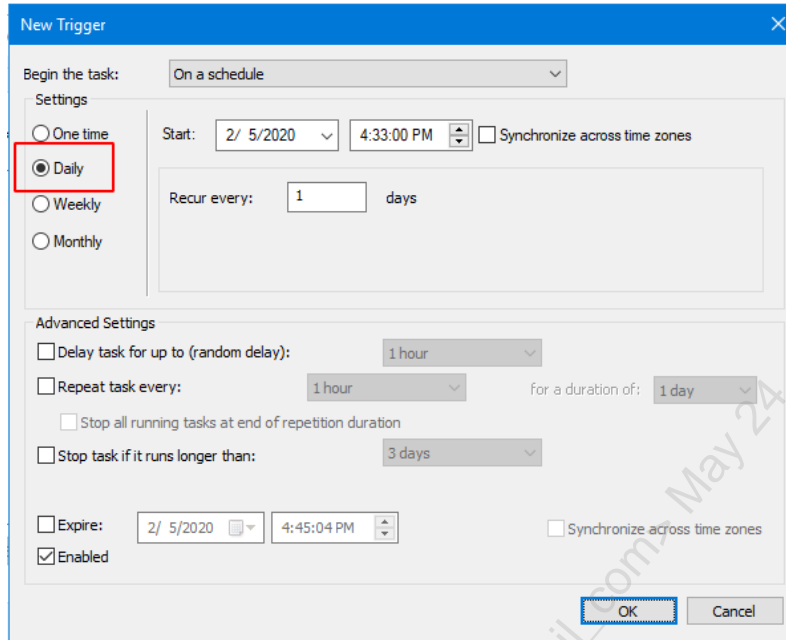 New Trigger
Begin the task: On a schedule
Settings
One time
Start: 2/ 5/2020 4:33:00 PM Synchronize across time zones
Daily
Recur every: 1 days
Weekly
Monthly
Advanced Settings
Delay task for up to (random delay): 1 hour
Repeat task every: 1 hour for a duration of: 1 day
Stop all running tasks at end of repetition duration
Stop task if it runs longer than: 3 days
Expire: 2/ 5/2020 4:45:04 PM Synchronize across time zones
Enabled
OK Cancel
il_com> May 24